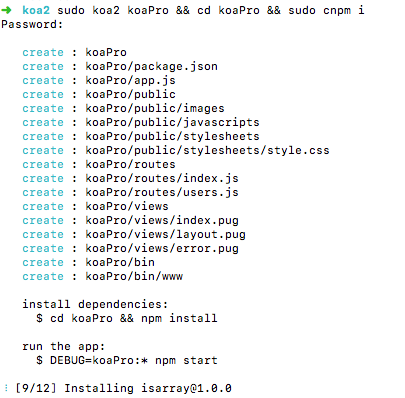 ➜ koa2 sudo koa2 koaPro && cd koaPro && sudo cnpm i
Password:
create : koaPro
create : koaPro/package.json
create : koaPro/app.js
create : koaPro/public
create : koaPro/public/images
create : koaPro/public/javascripts
create : koaPro/public/stylesheets
create : koaPro/public/stylesheets/style.css
create : koaPro/routes
create : koaPro/routes/index.js
create : koaPro/routes/users.js
create : koaPro/views
create : koaPro/views/index.pug
create : koaPro/views/layout.pug
create : koaPro/views/error.pug
create : koaPro/bin
create : koaPro/bin/www
install dependencies:
$ cd koaPro && npm install
run the app:
$ DEBUG=koaPro:* npm start
⠸ [9/12] Installing isarray@1.0.0